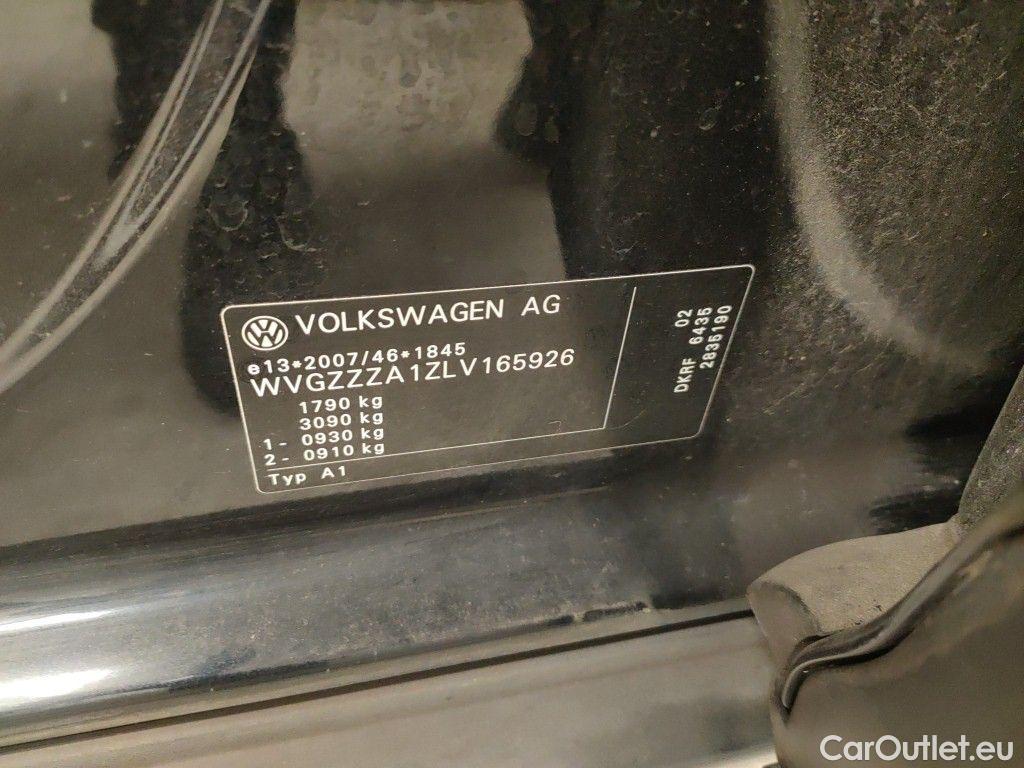 VOLKSWAGEN AG
e13*2007/46*1845
WVGZZZA1ZLV165926
1790 kg
3090 kg
1- 0930 kg
2- 0910 kg
Typ A1
02
DKRF 6435
2835190
CarOutlet.eu